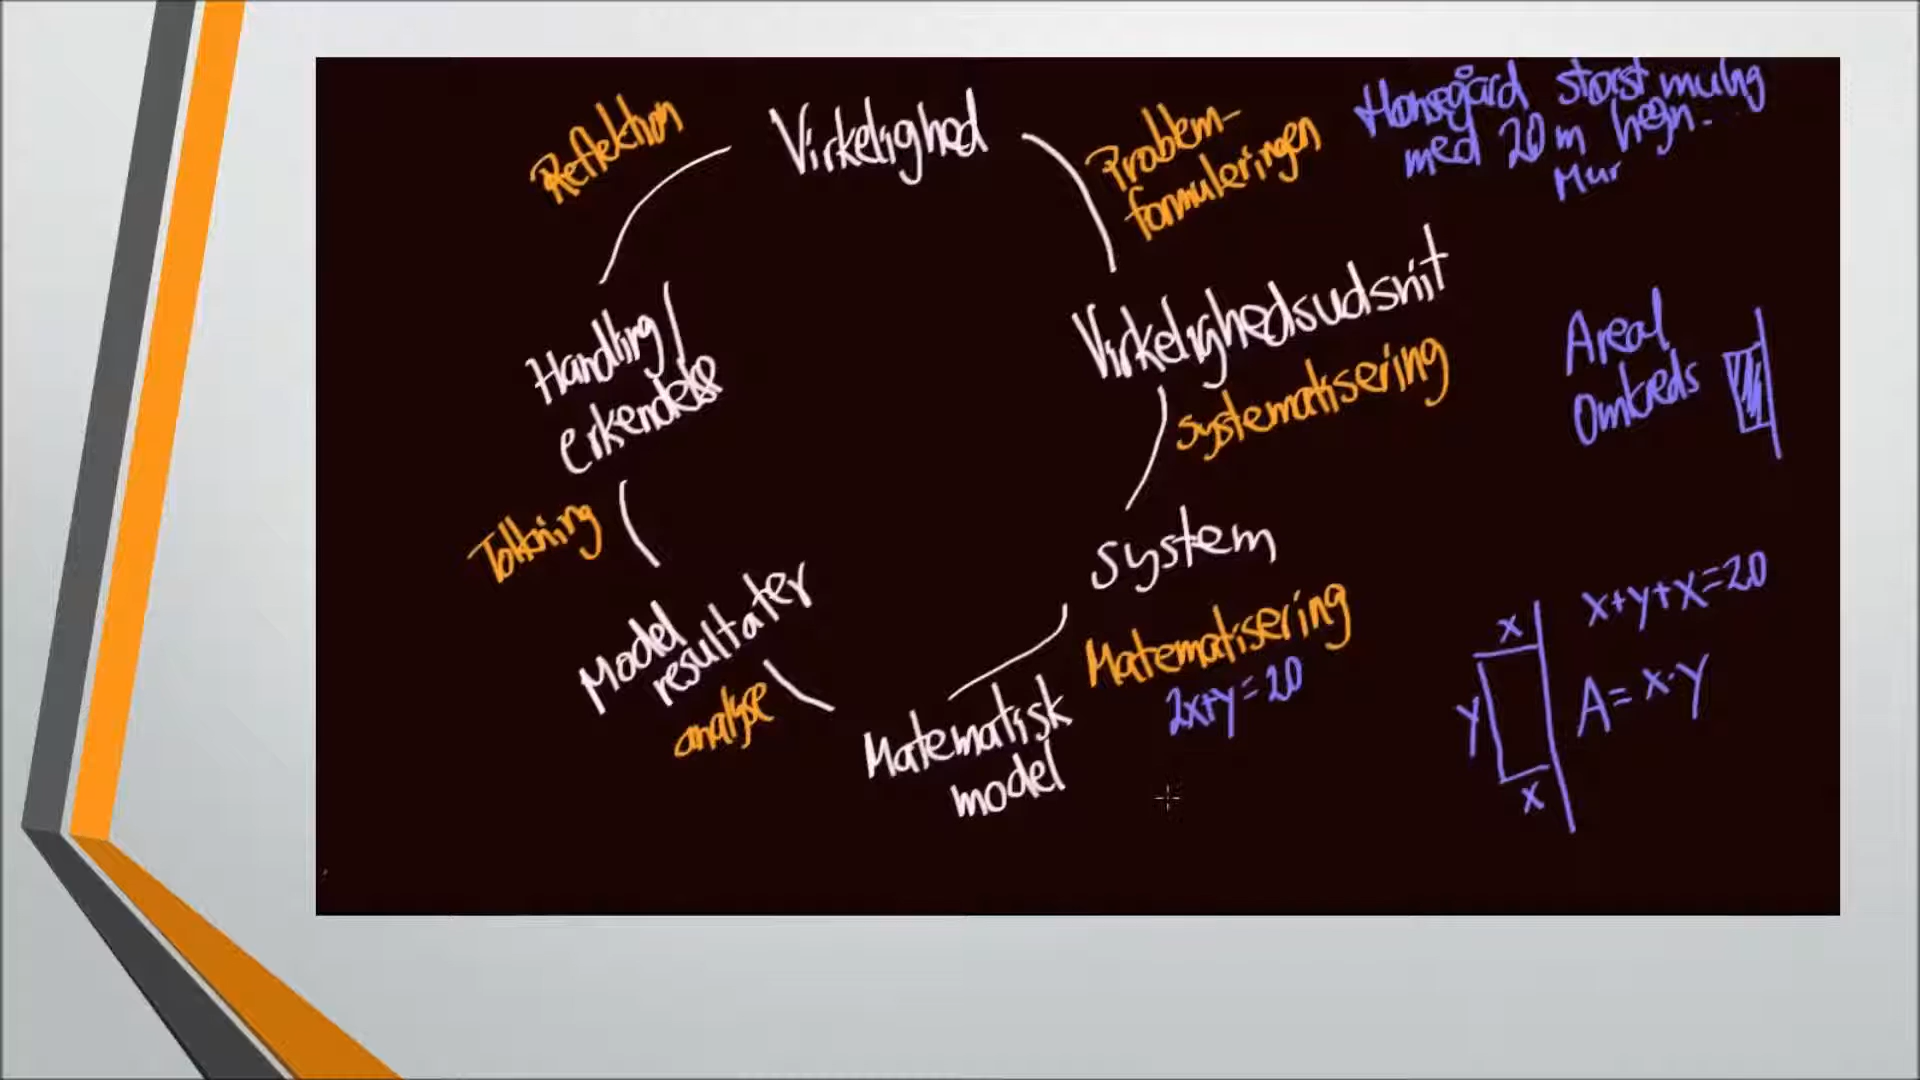 Virkelighed
Problem-
formuleringen
Hønsegård størst mulig
med 20 m hegn.
Mur
Virkelighedsudsnit
systematisering
Areal
Omkreds
System
Matematisering
2x+y=20
x+y+x=20
A=x·y
x
y
x
Matematisk
model
analyse
Model
resultater
Tolkning
Handling/
erkendelse
Reflektion